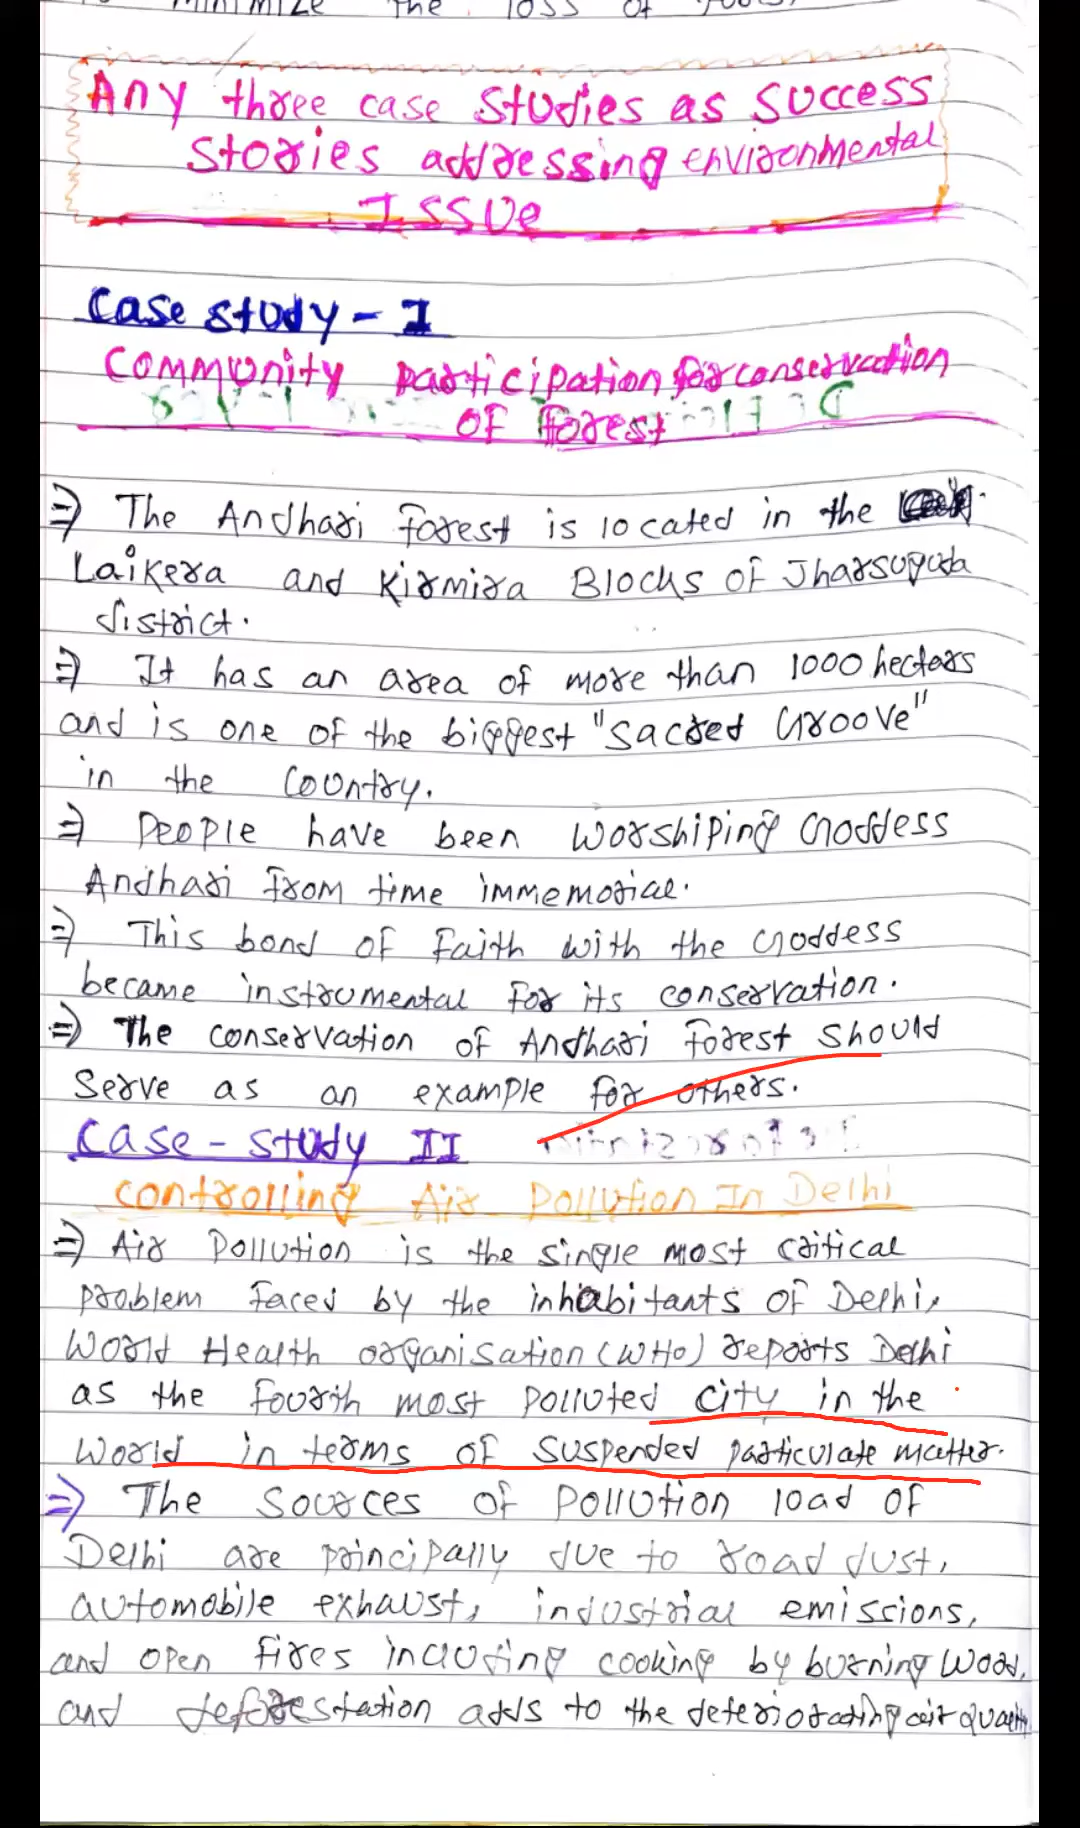 minimize the loss of
Any three case studies as success
stories addressing environmental
Issue
Case study - I
Community participation for conservation
of forest
⇒ The Andhari forest is located in the
Laikera and Kirmira Blocks of Jharsuguda
district.
⇒ It has an area of more than 1000 hectors
and is one of the biggest "Sacred Groove"
in the country.
⇒ People have been worshiping Goddess
Andhari from time immemorial.
⇒ This bond of faith with the Goddess
became instrumental for its conservation.
⇒ The conservation of Andhari forest should
serve as an example for others.
Case - study II
Controlling Air Pollution In Delhi
⇒ Air Pollution is the single most critical
problem faced by the inhabitants of Delhi,
World Health organisation (WHO) reports Delhi
as the fourth most polluted city in the
world in terms of suspended particulate matter.
⇒ The sources of pollution load of
Delhi are principally due to road dust,
automobile exhaust, industrial emissions,
and open fires including cooking by burning wood,
and deforestation adds to the deteriorating air quality